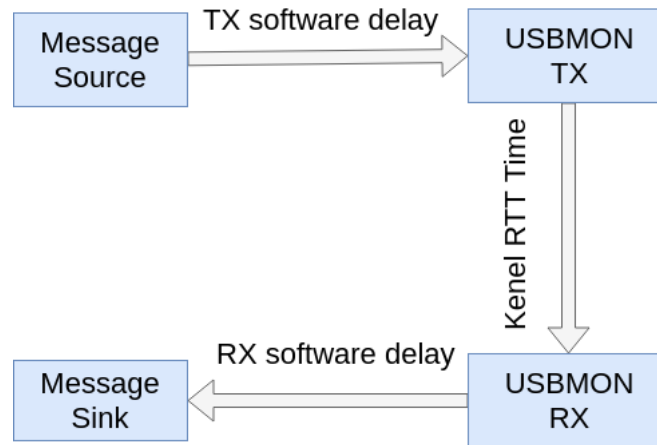 TX software delay
Message
Source
USBMON
TX
Kenel RTT Time
RX software delay
Message
Sink
USBMON
RX